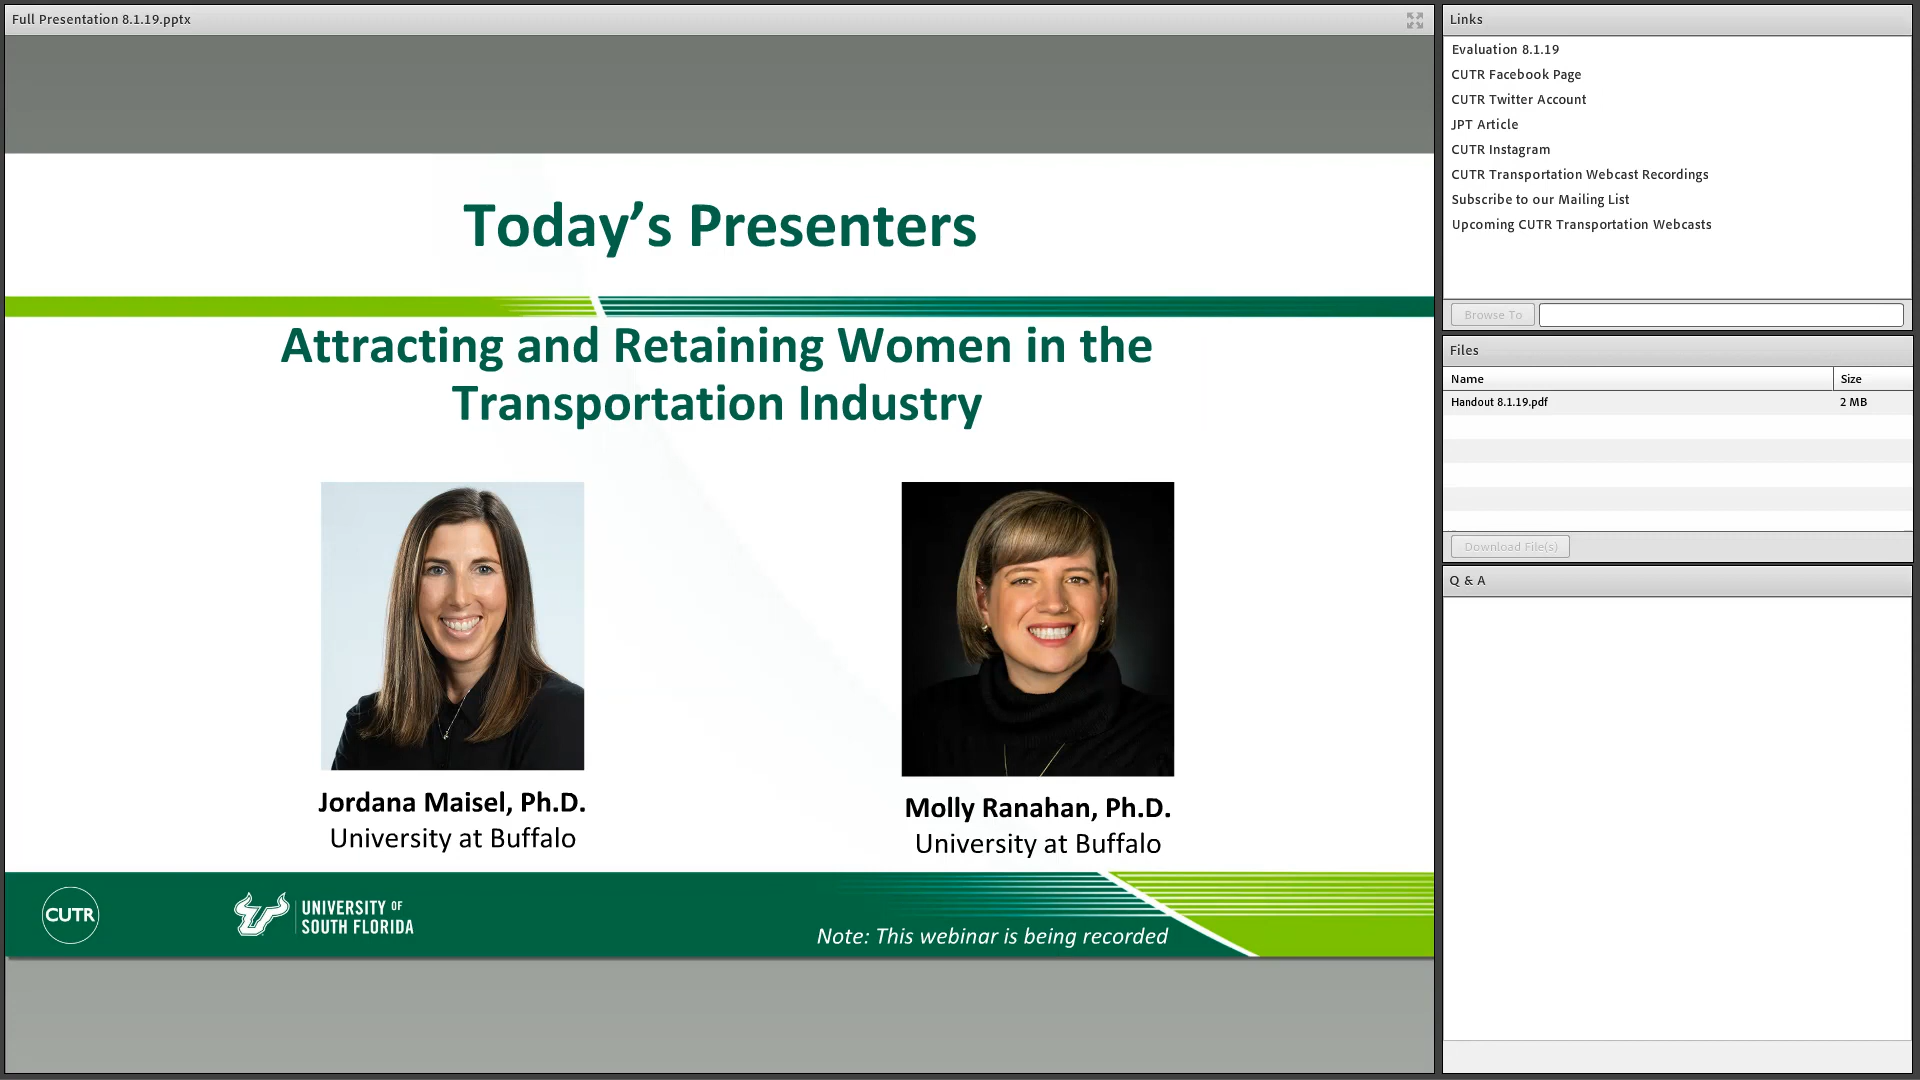 Full Presentation 8.1.19.pptx
Today's Presenters
Attracting and Retaining Women in the
Transportation Industry
Jordana Maisel, Ph.D.
University at Buffalo
Molly Ranahan, Ph.D.
University at Buffalo
CUTR
UNIVERSITY OF
SOUTH FLORIDA
Note: This webinar is being recorded
Links
Evaluation 8.1.19
CUTR Facebook Page
CUTR Twitter Account
JPT Article
CUTR Instagram
CUTR Transportation Webcast Recordings
Subscribe to our Mailing List
Upcoming CUTR Transportation Webcasts
Browse To
Files
Name Size
Handout 8.1.19.pdf 2 MB
Download File(s)
Q & A